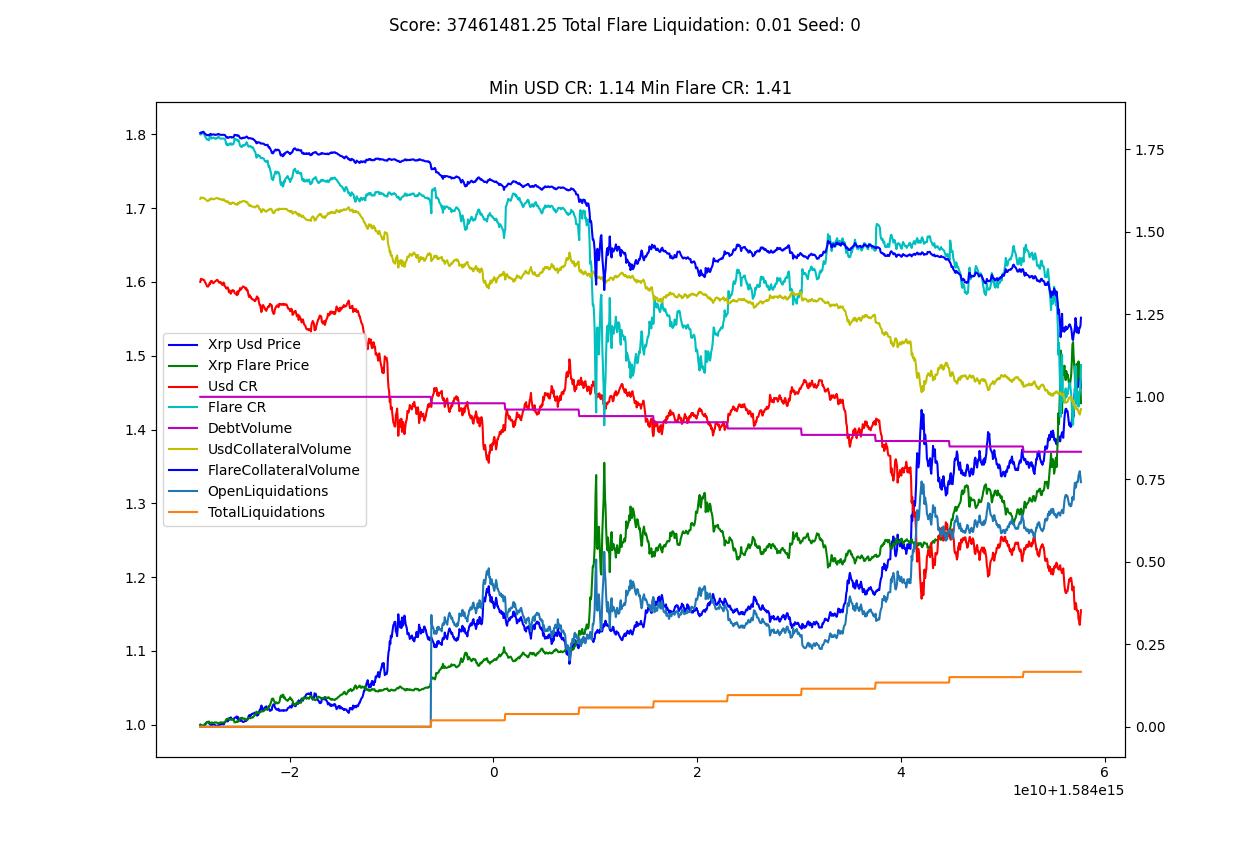 Score: 37461481.25 Total Flare Liquidation: 0.01 Seed: 0
Min USD CR: 1.14 Min Flare CR: 1.41
1.8
1.7
1.6
1.5
1.4
1.3
1.2
1.1
1.0
Xrp Usd Price
Xrp Flare Price
Usd CR
Flare CR
DebtVolume
UsdCollateralVolume
FlareCollateralVolume
OpenLiquidations
TotalLiquidations
1.75
1.50
1.25
1.00
0.75
0.50
0.25
0.00
−2 0 2 4 6
1e10+1.584e15